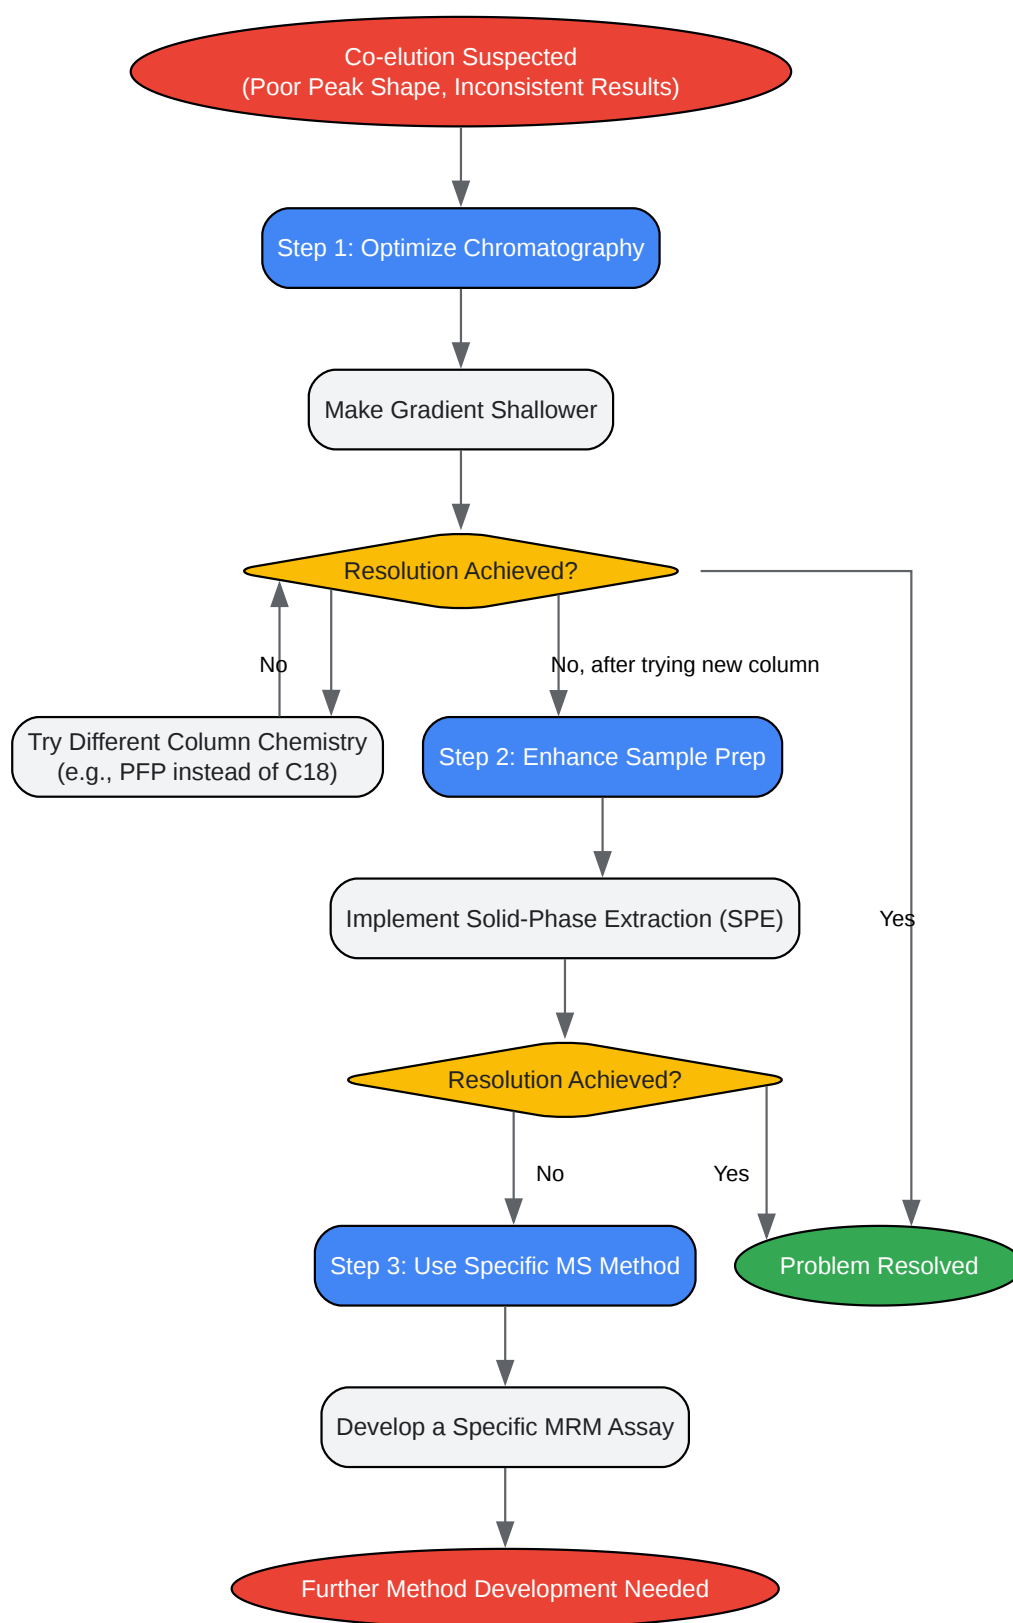 Co-elution Suspected
(Poor Peak Shape, Inconsistent Results)
Step 1: Optimize Chromatography
Make Gradient Shallower
Resolution Achieved?
No
No, after trying new column
Try Different Column Chemistry
(e.g., PFP instead of C18)
Step 2: Enhance Sample Prep
Implement Solid-Phase Extraction (SPE)
Yes
Resolution Achieved?
No
Yes
Step 3: Use Specific MS Method
Problem Resolved
Develop a Specific MRM Assay
Further Method Development Needed